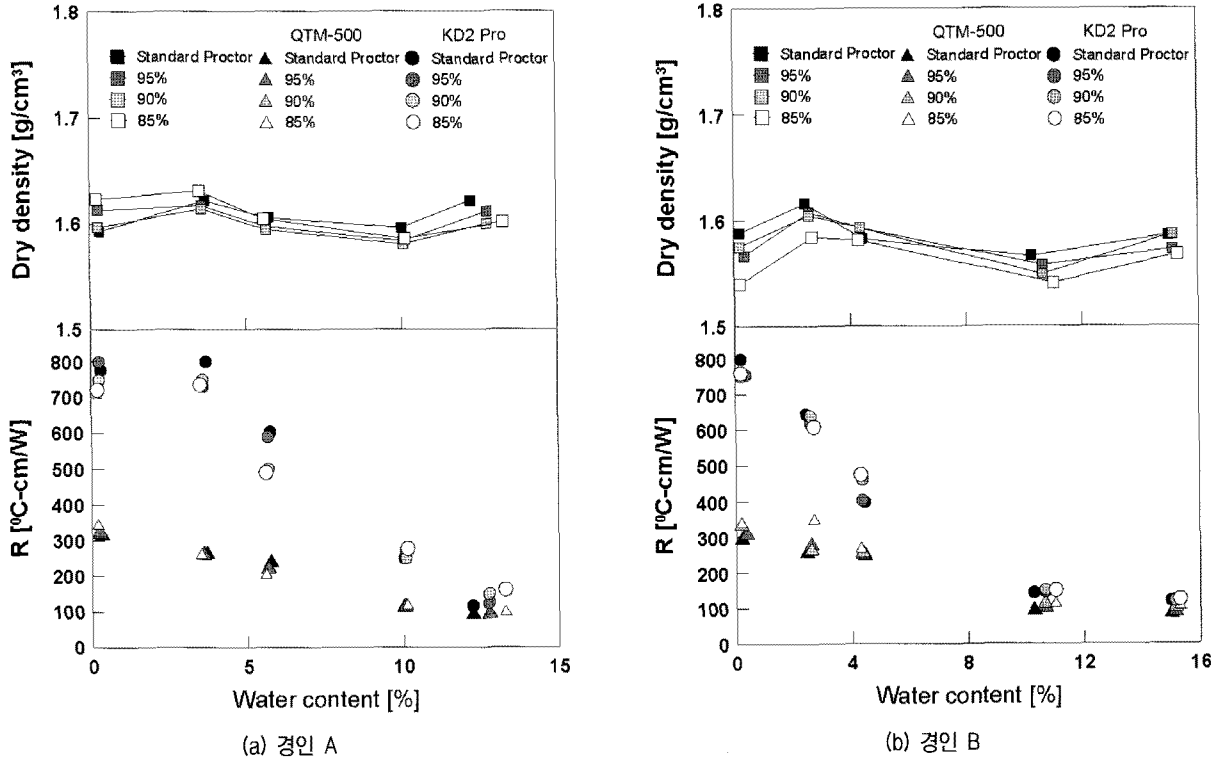 1.8
QTM-500 KD2 Pro
Standard Proctor Standard Proctor Standard Proctor
95% 95% 95%
90% 90% 90%
85% 85% 85%
1.7
1.6
1.5
Dry density [g/cm³]
800
700
600
500
400
300
200
100
0
R [⁰C-cm/W]
0 5 10 15
Water content [%]
(a) 경인 A
1.8
QTM-500 KD2 Pro
Standard Proctor Standard Proctor Standard Proctor
95% 95% 95%
90% 90% 90%
85% 85% 85%
1.7
1.6
1.5
Dry density [g/cm³]
800
700
600
500
400
300
200
100
0
R [⁰C-cm/W]
0 4 8 12 16
Water content [%]
(b) 경인 B